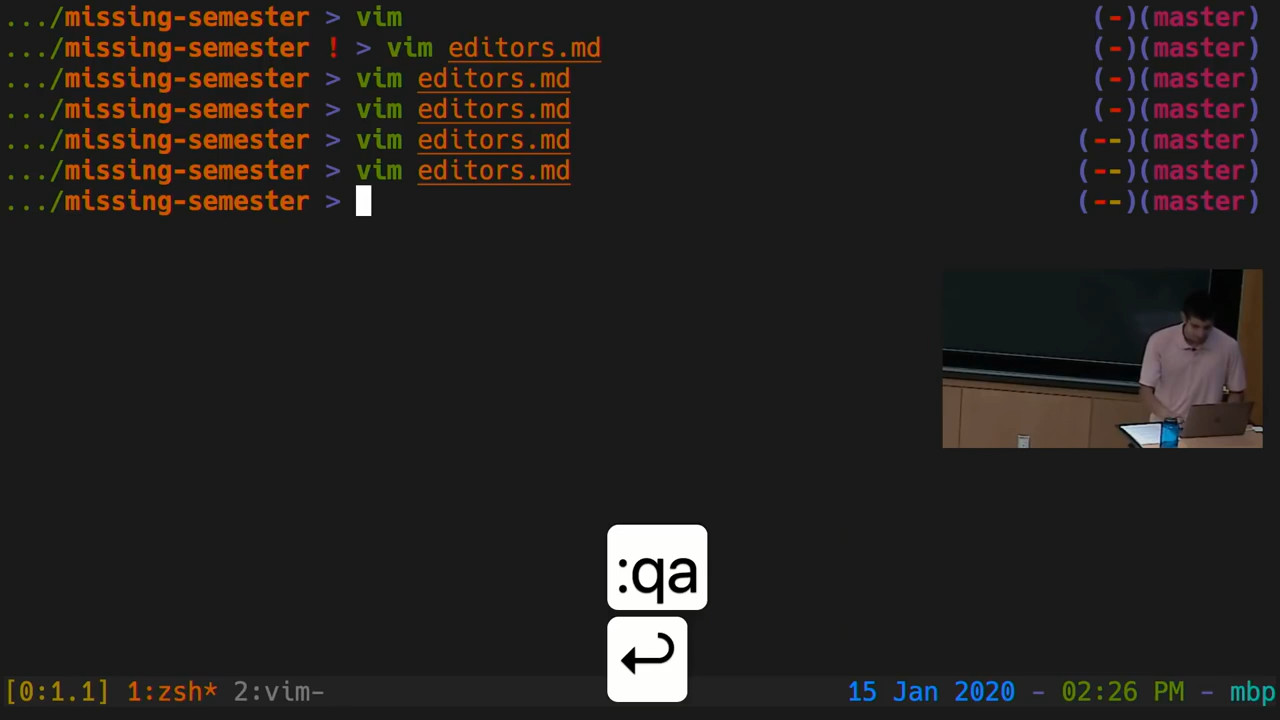 .../missing-semester > vim (-)(master)
.../missing-semester ! > vim editors.md (-)(master)
.../missing-semester > vim editors.md (-)(master)
.../missing-semester > vim editors.md (-)(master)
.../missing-semester > vim editors.md (--)(master)
.../missing-semester > vim editors.md (--)(master)
.../missing-semester > (--)(master)
:qa
[0:1.1] 1:zsh* 2:vim- 15 Jan 2020 - 02:26 PM - mbp